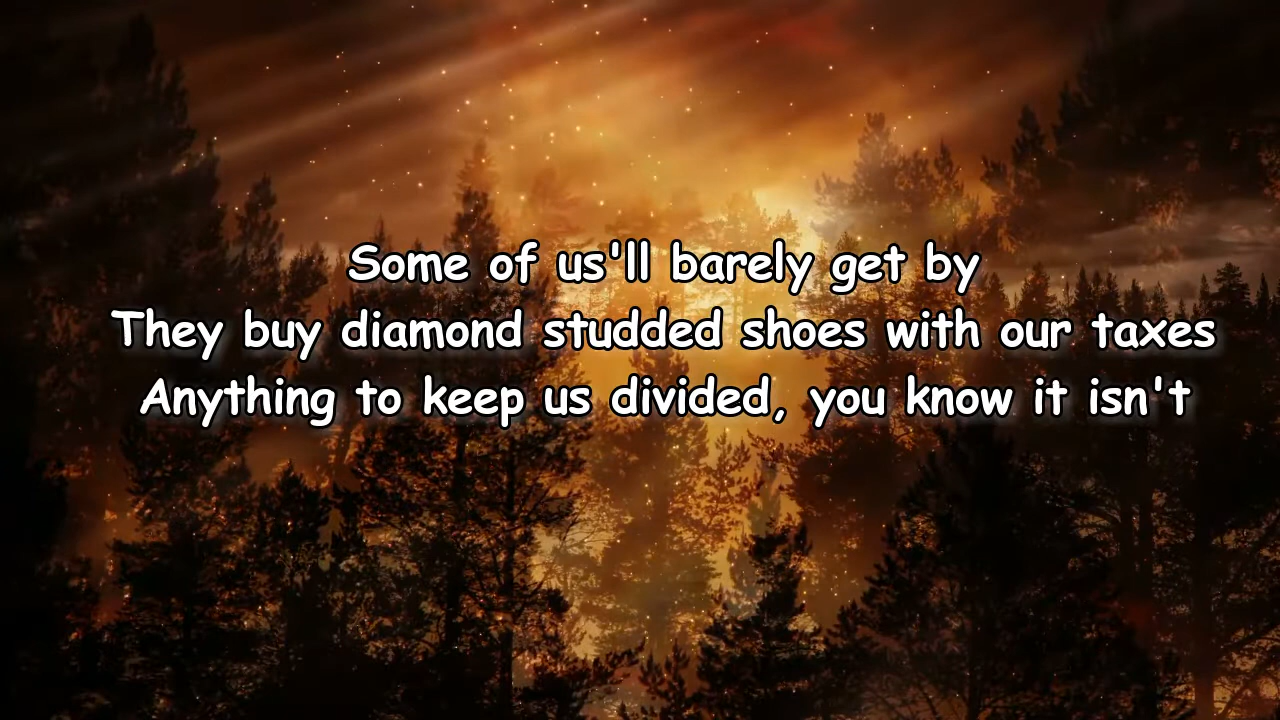 Some of us'll barely get by
They buy diamond studded shoes with our taxes
Anything to keep us divided, you know it isn't